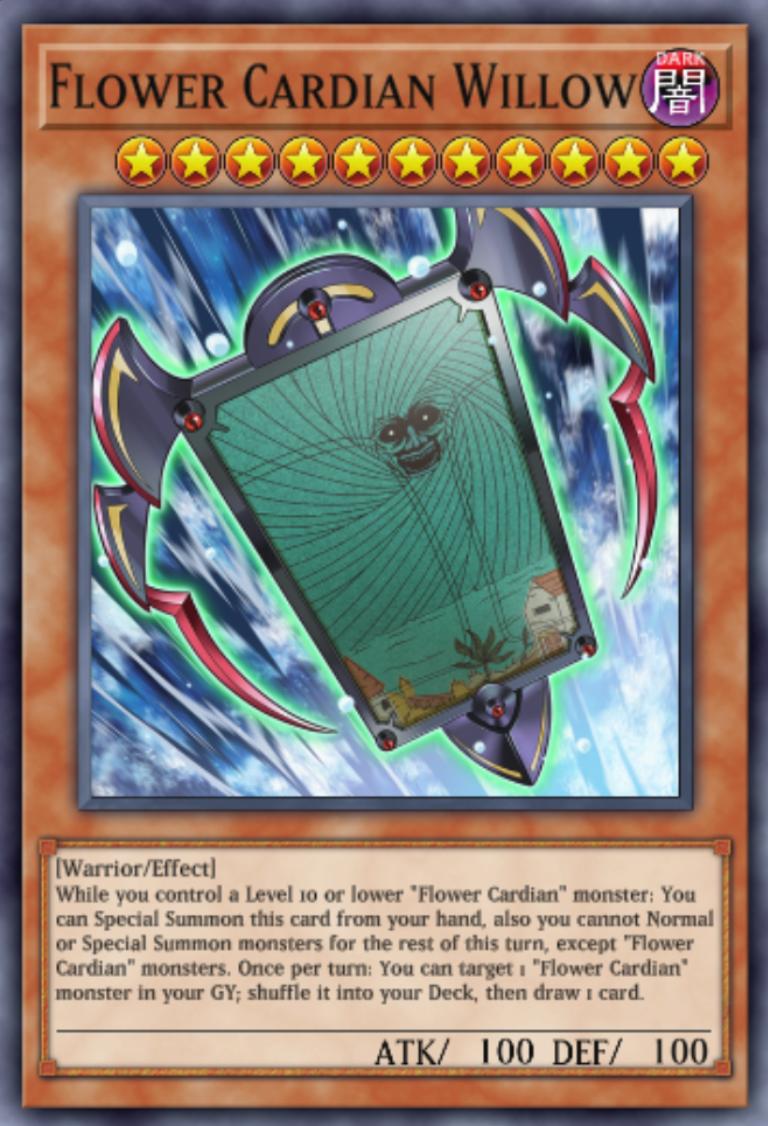 FLOWER CARDIAN WILLOW
DARK
闇
[Warrior/Effect]
While you control a Level 10 or lower "Flower Cardian" monster: You
can Special Summon this card from your hand, also you cannot Normal
or Special Summon monsters for the rest of this turn, except "Flower
Cardian" monsters. Once per turn: You can target 1 "Flower Cardian"
monster in your GY; shuffle it into your Deck, then draw 1 card.
ATK/ 100 DEF/ 100